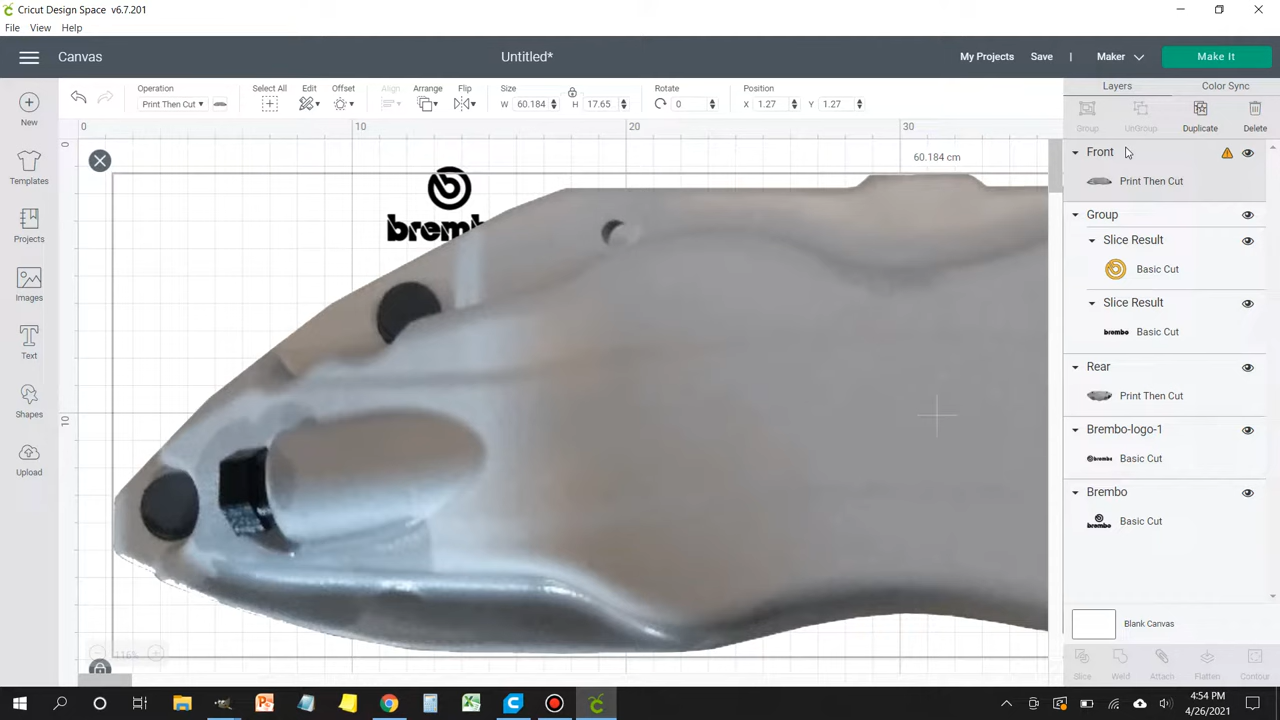 Cricut Design Space v6.7.201
File View Help
Canvas
Untitled*
My Projects Save | Maker Make It
Operation
Print Then Cut
Select All
Edit
Offset
Align
Arrange
Flip
Size
W 60.184 H 17.65
Rotate
0
Position
X 1.27 Y 1.27
Layers Color Sync
Group UnGroup Duplicate Delete
New
Templates
Projects
Images
Text
Shapes
Upload
0 10 20 30
0
10
60.184 cm
116%
Front
Print Then Cut
Group
Slice Result
Basic Cut
Slice Result
brembo Basic Cut
Rear
Print Then Cut
Brembo-logo-1
Basic Cut
Brembo
Basic Cut
Blank Canvas
Slice Weld Attach Flatten Contour
4:54 PM
4/26/2021